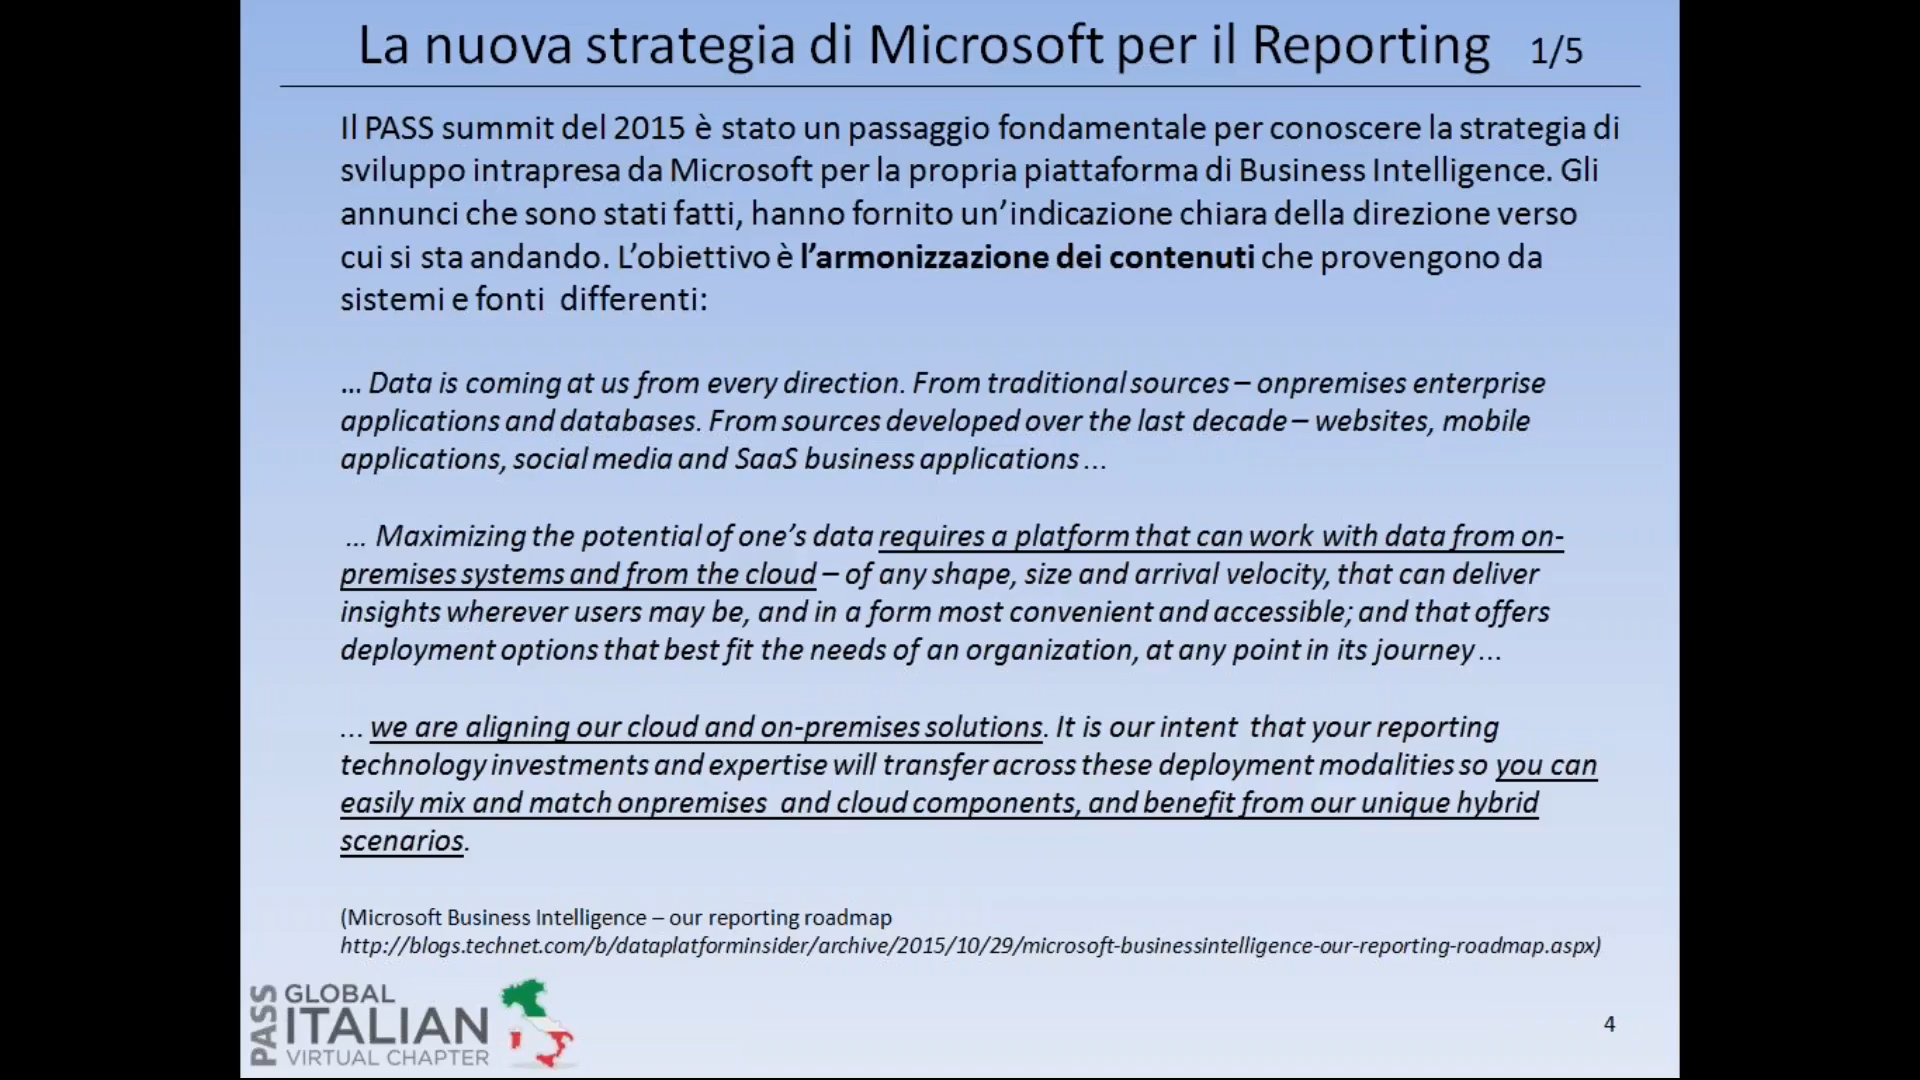 La nuova strategia di Microsoft per il Reporting 1/5
Il PASS summit del 2015 è stato un passaggio fondamentale per conoscere la strategia di
sviluppo intrapresa da Microsoft per la propria piattaforma di Business Intelligence. Gli
annunci che sono stati fatti, hanno fornito un'indicazione chiara della direzione verso
cui si sta andando. L'obiettivo è l'armonizzazione dei contenuti che provengono da
sistemi e fonti differenti:
... Data is coming at us from every direction. From traditional sources – onpremises enterprise
applications and databases. From sources developed over the last decade – websites, mobile
applications, social media and SaaS business applications ...
... Maximizing the potential of one's data requires a platform that can work with data from on-
premises systems and from the cloud – of any shape, size and arrival velocity, that can deliver
insights wherever users may be, and in a form most convenient and accessible; and that offers
deployment options that best fit the needs of an organization, at any point in its journey ...
... we are aligning our cloud and on-premises solutions. It is our intent that your reporting
technology investments and expertise will transfer across these deployment modalities so you can
easily mix and match onpremises and cloud components, and benefit from our unique hybrid
scenarios.
(Microsoft Business Intelligence – our reporting roadmap
http://blogs.technet.com/b/dataplatforminsider/archive/2015/10/29/microsoft-businessintelligence-our-reporting-roadmap.aspx)
PASS
GLOBAL
ITALIAN
VIRTUAL CHAPTER
4